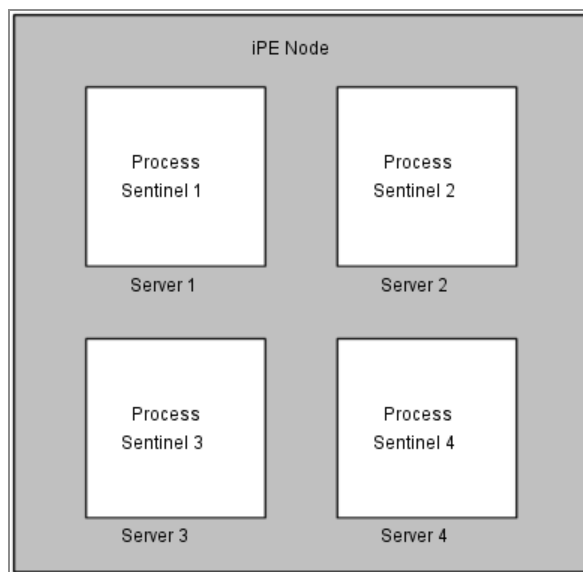 iPE Node
Process
Sentinel 1
Process
Sentinel 2
Server 1
Server 2
Process
Sentinel 3
Process
Sentinel 4
Server 3
Server 4